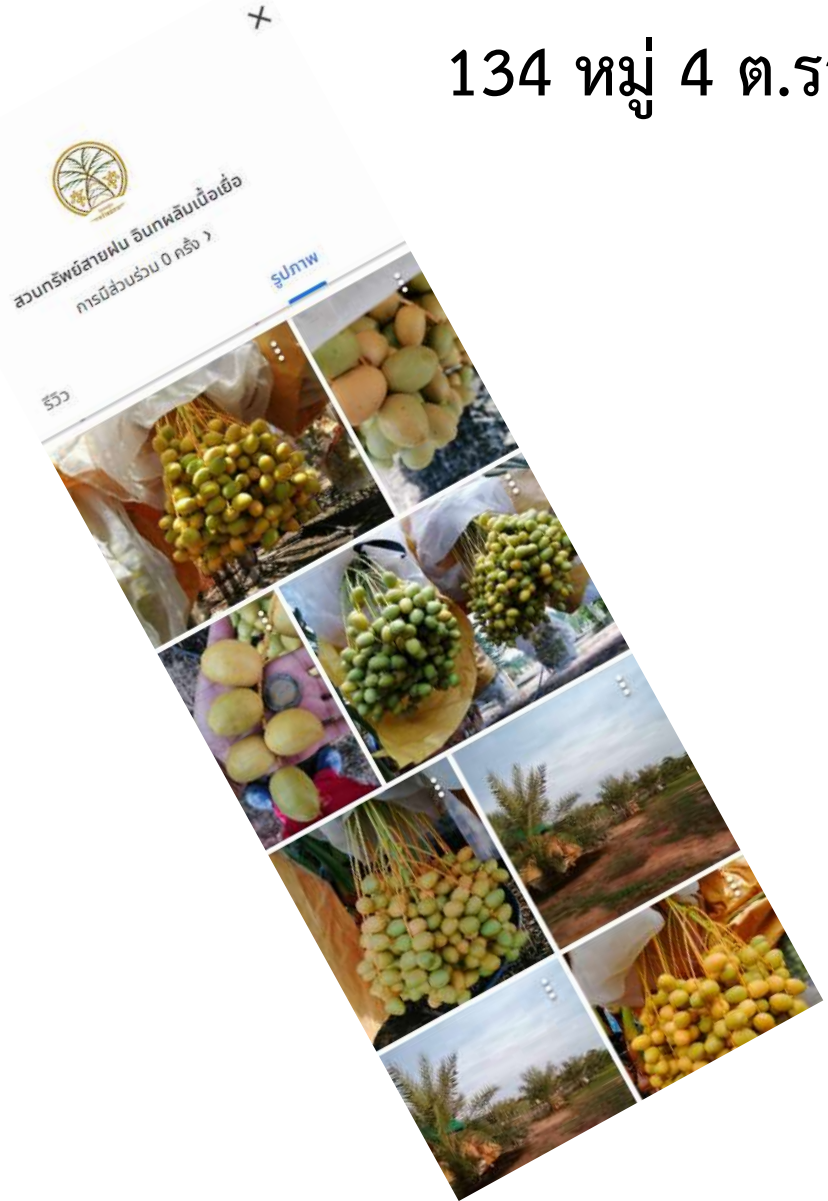 134 หมู่ 4 ต.รา
สวนทรัพย์สายฝน อินทผลัมเนื้อเยื่อ
การมีส่วนร่วม 0 ครั้ง >
รีวิว
รูปภาพ